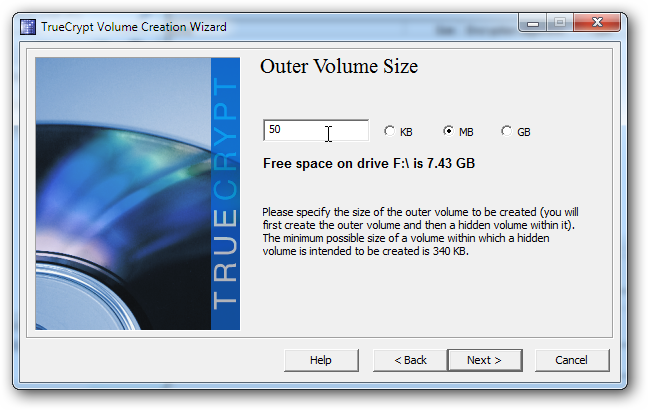 TrueCrypt Volume Creation Wizard
Outer Volume Size
50
KB
MB
GB
Free space on drive F:\ is 7.43 GB
Please specify the size of the outer volume to be created (you will
first create the outer volume and then a hidden volume within it).
The minimum possible size of a volume within which a hidden
volume is intended to be created is 340 KB.
TRUECRYPT
Help
< Back
Next >
Cancel